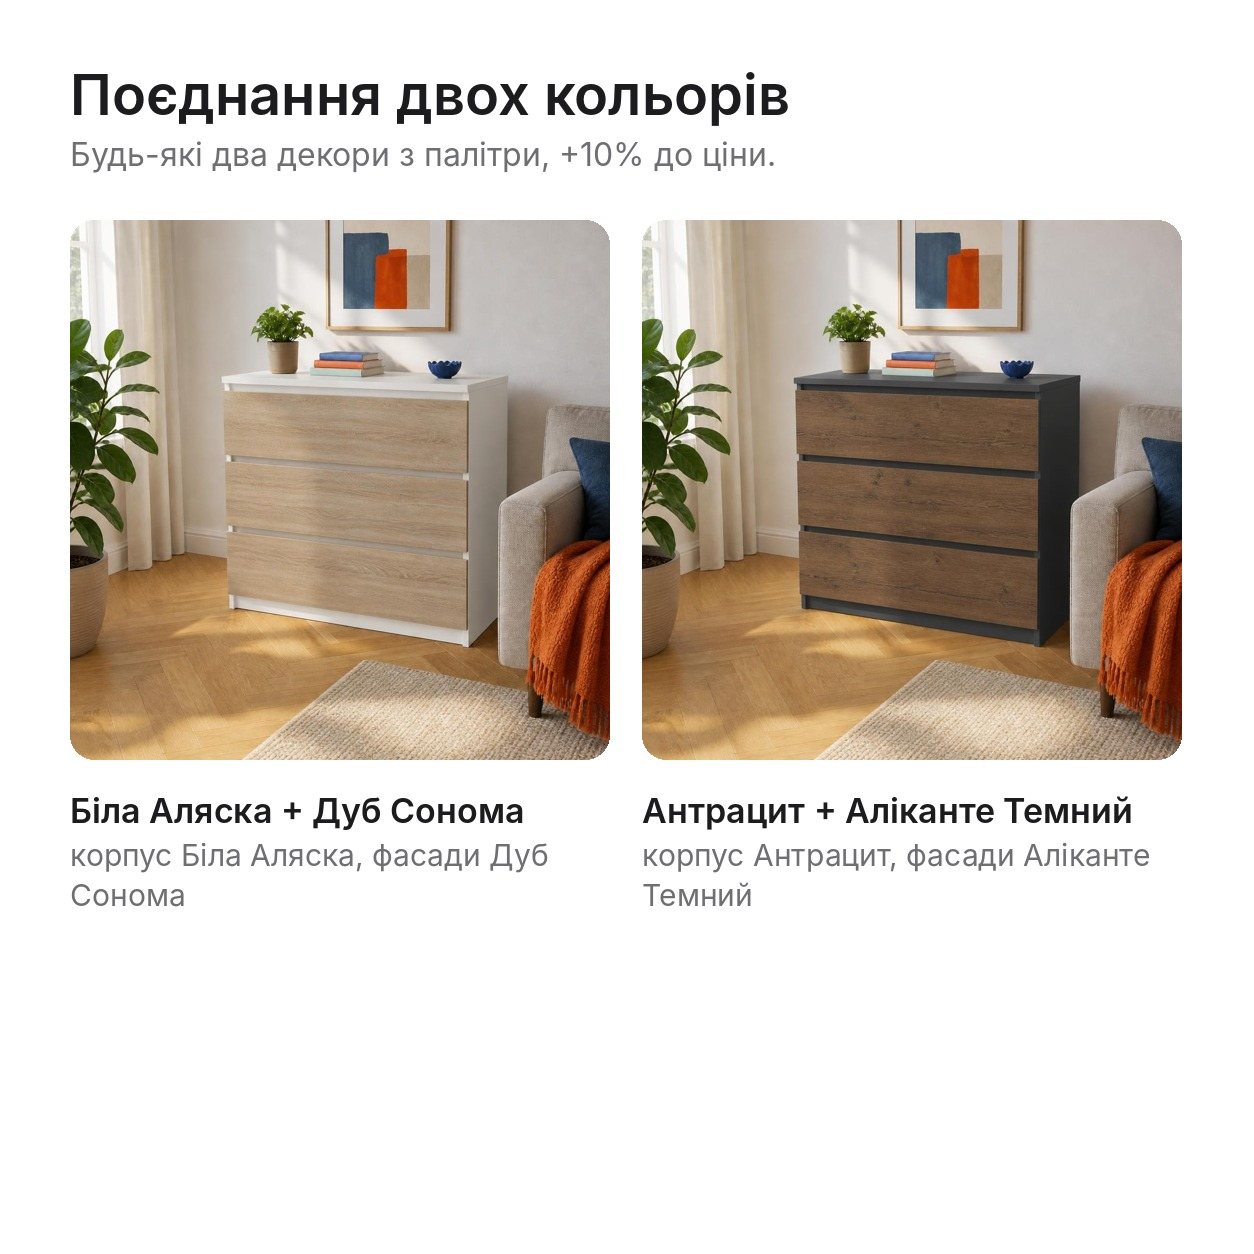 Поєднання двох кольорів
Будь-які два декори з палітри, +10% до ціни.
Біла Аляска + Дуб Сонома
корпус Біла Аляска, фасади Дуб
Сонома
Антрацит + Аліканте Темний
корпус Антрацит, фасади Аліканте
Темний